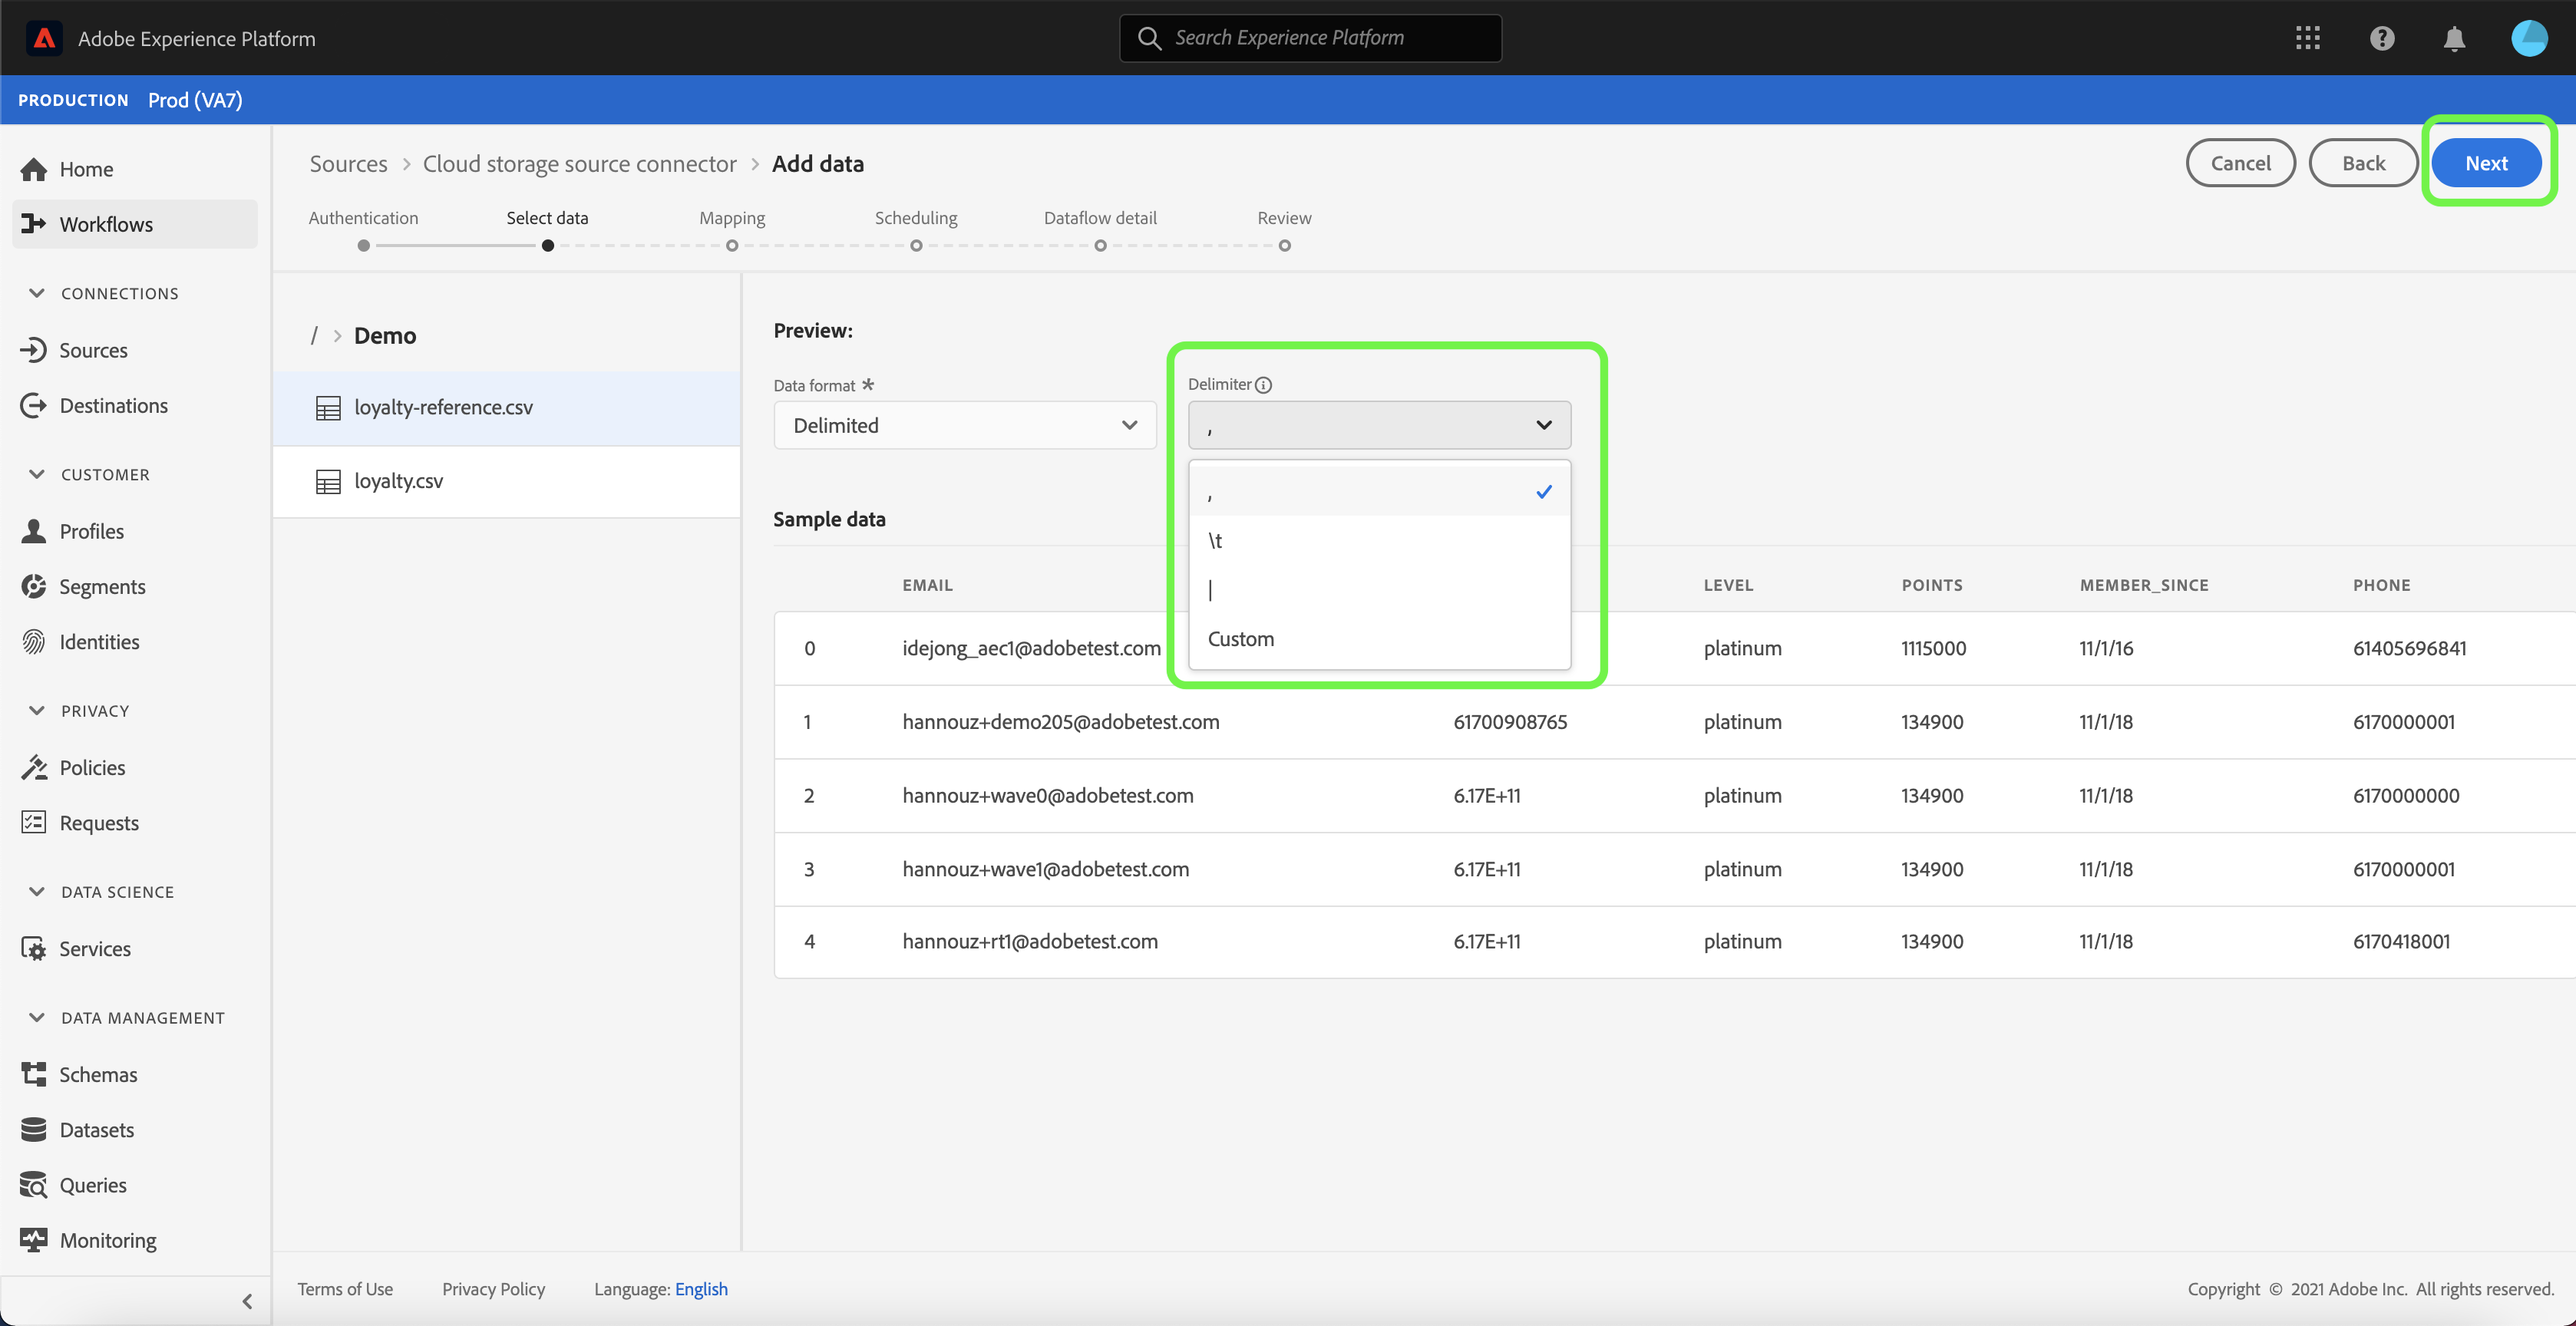 Adobe Experience Platform
Search Experience Platform
PRODUCTION Prod (VA7)
Home
Workflows
CONNECTIONS
Sources
Destinations
CUSTOMER
Profiles
Segments
Identities
PRIVACY
Policies
Requests
DATA SCIENCE
Services
DATA MANAGEMENT
Schemas
Datasets
Queries
Monitoring
Sources > Cloud storage source connector > Add data
Cancel Back Next
Authentication Select data Mapping Scheduling Dataflow detail Review
/ > Demo
loyalty-reference.csv
loyalty.csv
Preview:
Data format *
Delimited
Delimiter
,
,
\t
|
Custom
Sample data
EMAIL LEVEL POINTS MEMBER_SINCE PHONE
0 idejong_aec1@adobetest.com platinum 1115000 11/1/16 61405696841
1 hannouz+demo205@adobetest.com 61700908765 platinum 134900 11/1/18 6170000001
2 hannouz+wave0@adobetest.com 6.17E+11 platinum 134900 11/1/18 6170000000
3 hannouz+wave1@adobetest.com 6.17E+11 platinum 134900 11/1/18 6170000001
4 hannouz+rt1@adobetest.com 6.17E+11 platinum 134900 11/1/18 6170418001
Terms of Use Privacy Policy Language: English Copyright © 2021 Adobe Inc. All rights reserved.